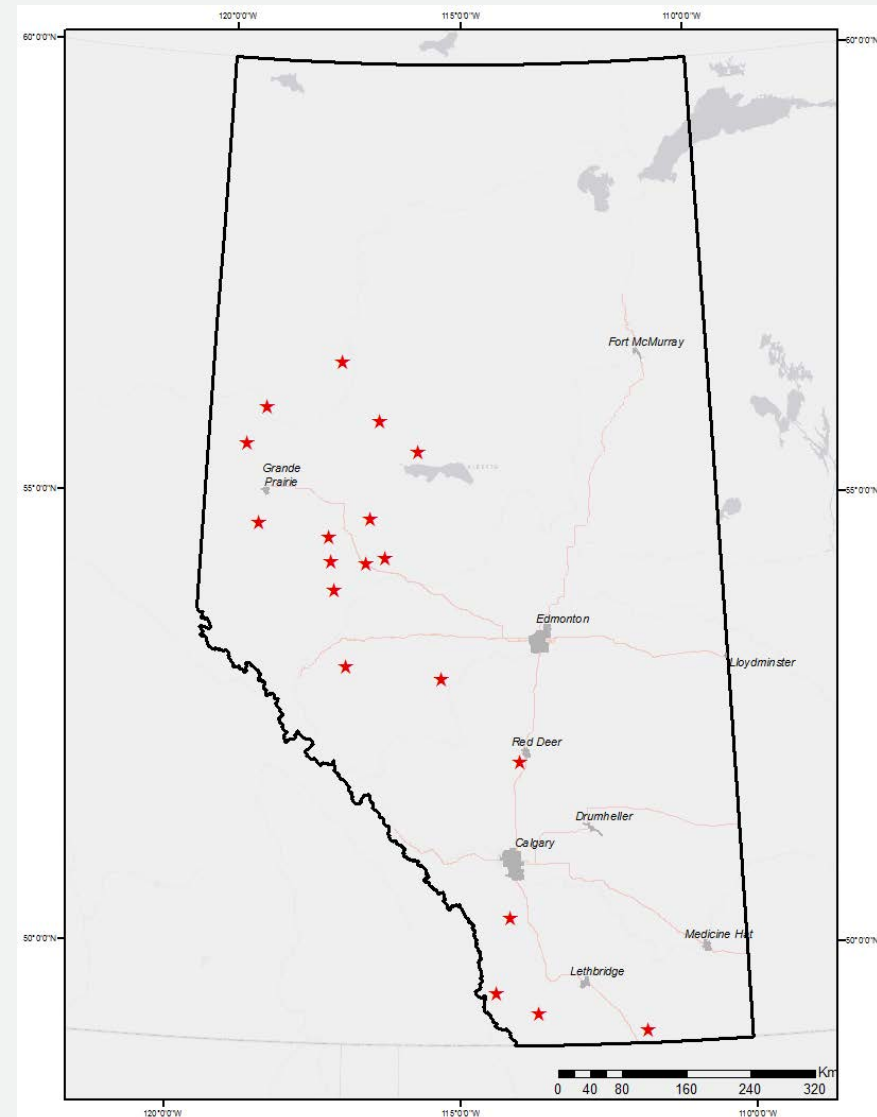 120°0'0"W 115°0'0"W 110°0'0"W
60°0'0"N 60°0'0"N
Fort McMurray
Grande
Prairie
ALBERTA
55°0'0"N 55°0'0"N
Edmonton
Lloydminster
Red Deer
Drumheller
Calgary
50°0'0"N Medicine Hat 50°0'0"N
Lethbridge
Km
0 40 80 160 240 320
120°0'0"W 115°0'0"W 110°0'0"W